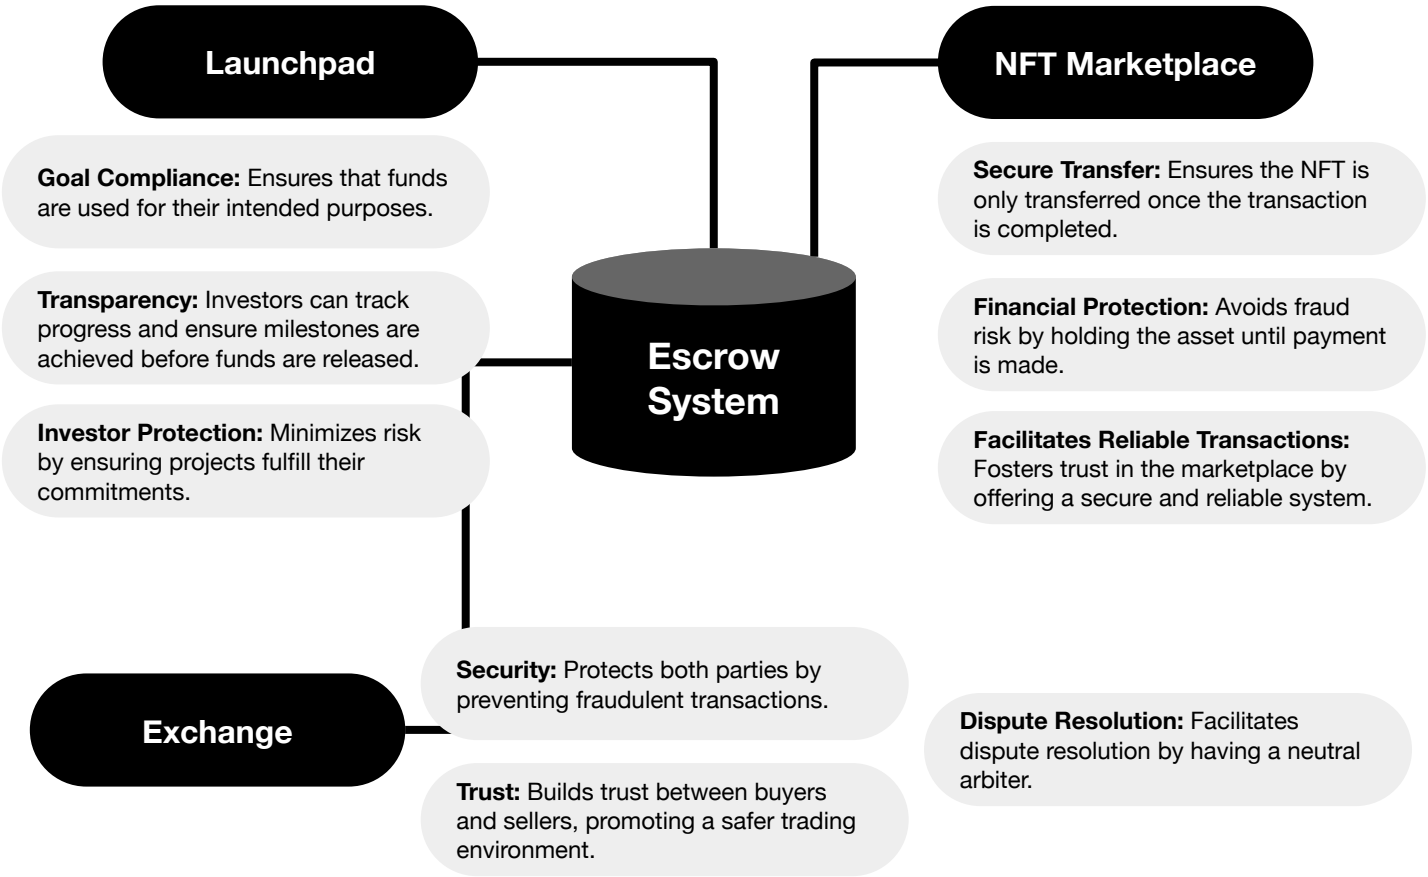 Launchpad
Goal Compliance: Ensures that funds
are used for their intended purposes.
Transparency: Investors can track
progress and ensure milestones are
achieved before funds are released.
Investor Protection: Minimizes risk
by ensuring projects fulfill their
commitments.
Escrow
System
NFT Marketplace
Secure Transfer: Ensures the NFT is
only transferred once the transaction
is completed.
Financial Protection: Avoids fraud
risk by holding the asset until payment
is made.
Facilitates Reliable Transactions:
Fosters trust in the marketplace by
offering a secure and reliable system.
Exchange
Security: Protects both parties by
preventing fraudulent transactions.
Trust: Builds trust between buyers
and sellers, promoting a safer trading
environment.
Dispute Resolution: Facilitates
dispute resolution by having a neutral
arbiter.